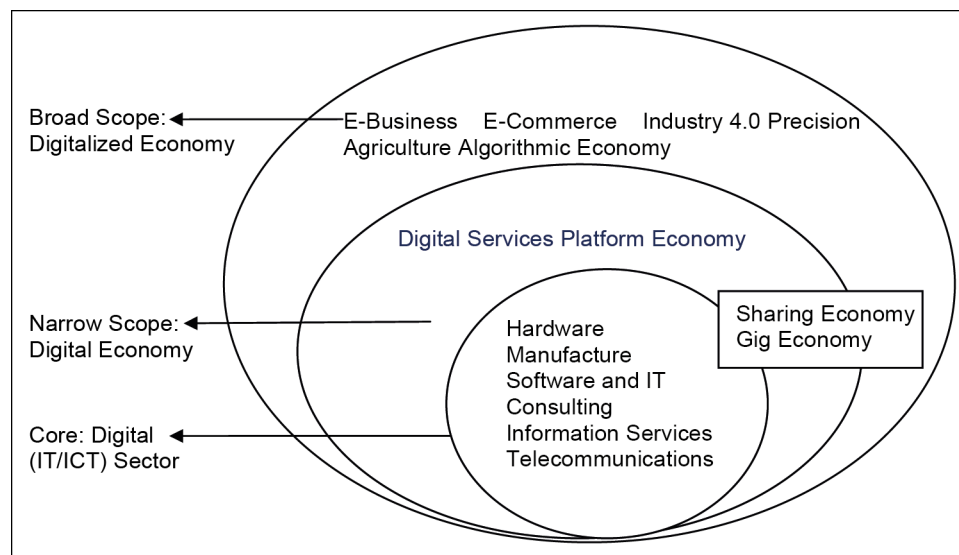 Broad Scope:
Digitalized Economy
E-Business E-Commerce Industry 4.0 Precision
Agriculture Algorithmic Economy
Digital Services Platform Economy
Narrow Scope:
Digital Economy
Sharing Economy
Gig Economy
Hardware
Manufacture
Software and IT
Consulting
Information Services
Telecommunications
Core: Digital
(IT/ICT) Sector